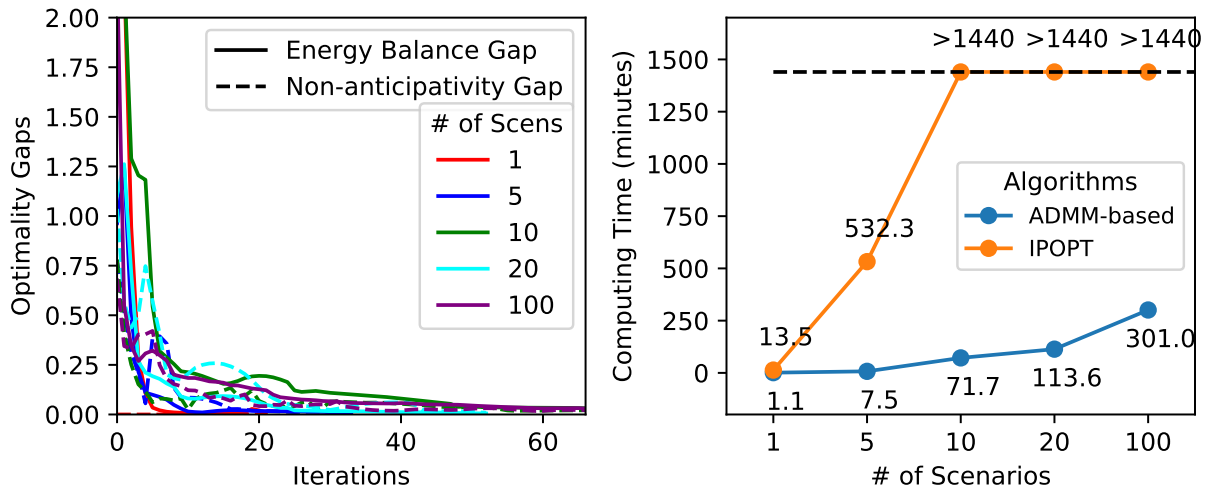 Optimality Gaps
2.00
1.75
1.50
1.25
1.00
0.75
0.50
0.25
0.00
0 20 40 60
Iterations
Energy Balance Gap
Non-anticipativity Gap
# of Scens
1
5
10
20
100
Computing Time (minutes)
1500
1250
1000
750
500
250
0
1 5 10 20 100
# of Scenarios
>1440 >1440 >1440
532.3
13.5
1.1
7.5
71.7
113.6
301.0
Algorithms
ADMM-based
IPOPT